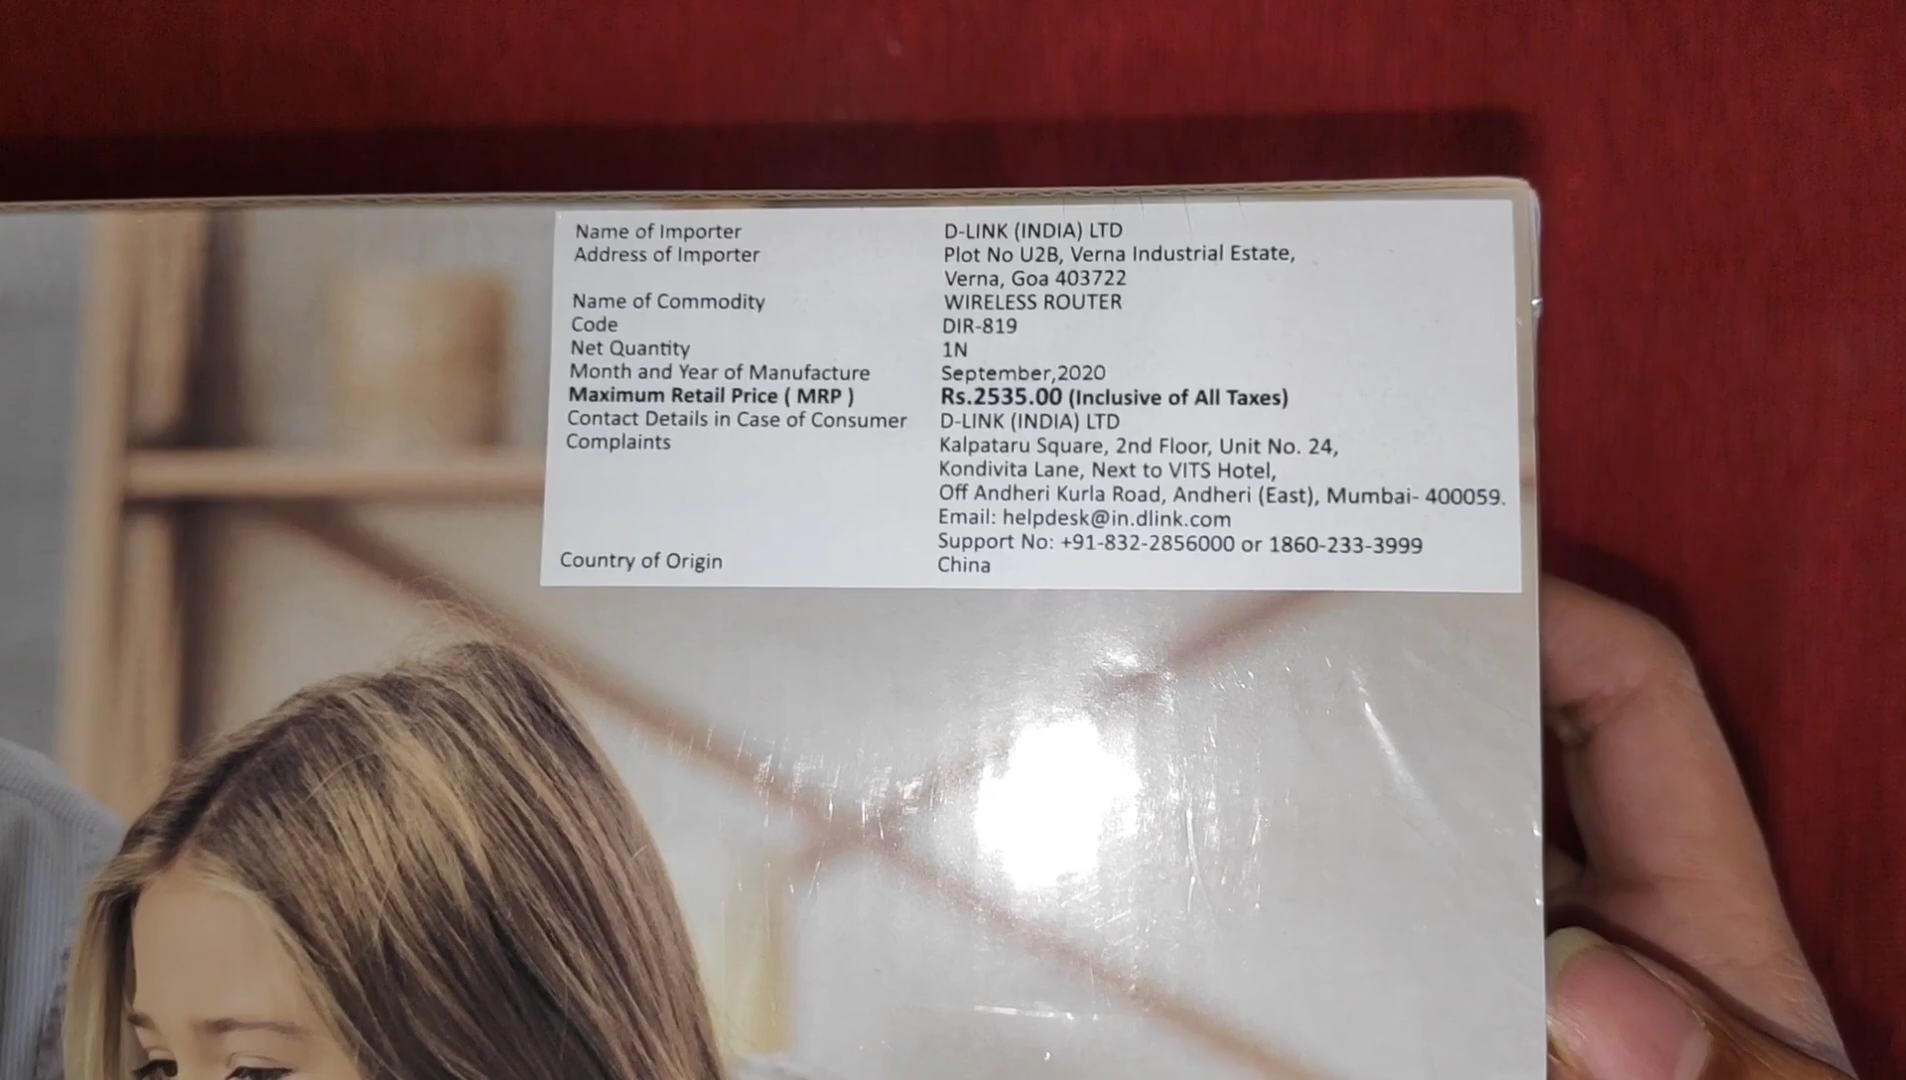 Name of Importer D-LINK (INDIA) LTD
Address of Importer Plot No U2B, Verna Industrial Estate,
Verna, Goa 403722
Name of Commodity WIRELESS ROUTER
Code DIR-819
Net Quantity 1N
Month and Year of Manufacture September,2020
Maximum Retail Price ( MRP ) Rs.2535.00 (Inclusive of All Taxes)
Contact Details in Case of Consumer D-LINK (INDIA) LTD
Complaints Kalpataru Square, 2nd Floor, Unit No. 24,
Kondivita Lane, Next to VITS Hotel,
Off Andheri Kurla Road, Andheri (East), Mumbai- 400059.
Email: helpdesk@in.dlink.com
Support No: +91-832-2856000 or 1860-233-3999
Country of Origin China